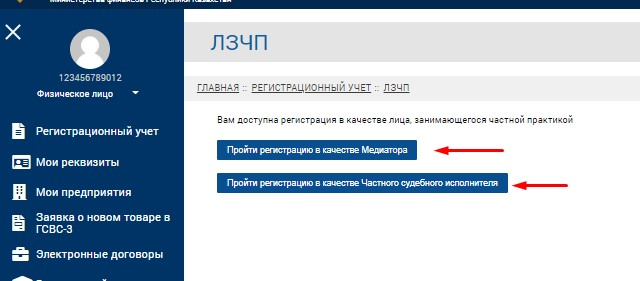 Министерство финансов Республики Казахстан
ЛЗЧП
123456789012
Физическое лицо
ГЛАВНАЯ :: РЕГИСТРАЦИОННЫЙ УЧЕТ :: ЛЗЧП
Вам доступна регистрация в качестве лица, занимающегося частной практикой
Пройти регистрацию в качестве Медиатора
Пройти регистрацию в качестве Частного судебного исполнителя
Регистрационный учет
Мои реквизиты
Мои предприятия
Заявка о новом товаре в
ГСВС-3
Электронные договоры